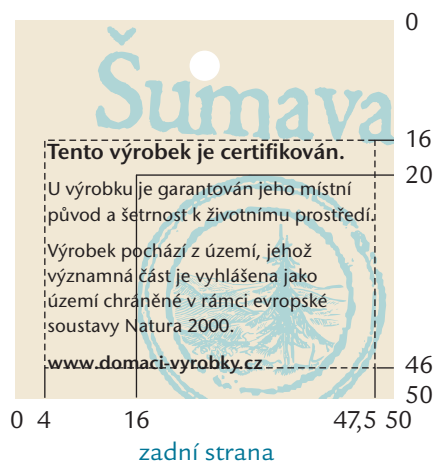 0
Šumava
16
Tento výrobek je certifikován.
20
U výrobku je garantován jeho místní
původ a šetrnost k životnímu prostředí.
Výrobek pochází z území, jehož
významná část je vyhlášena jako
území chráněné v rámci evropské
soustavy Natura 2000.
www.domaci-vyrobky.cz
46
50
0 4 16 47,5 50
zadní strana